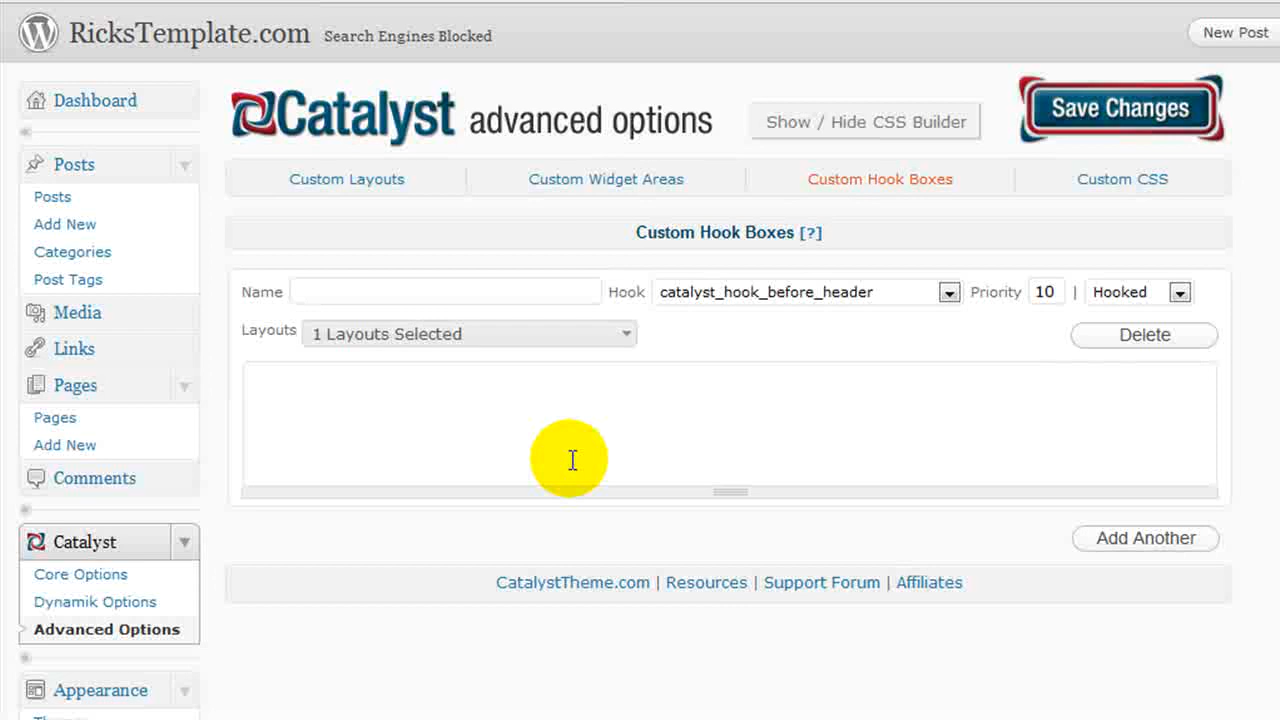 RicksTemplate.com Search Engines Blocked New Post
Dashboard
Posts
Posts
Add New
Categories
Post Tags
Media
Links
Pages
Pages
Add New
Comments
Catalyst
Core Options
Dynamik Options
Advanced Options
Appearance
Catalyst advanced options Show / Hide CSS Builder Save Changes
Custom Layouts Custom Widget Areas Custom Hook Boxes Custom CSS
Custom Hook Boxes [?]
Name Hook catalyst_hook_before_header Priority 10 | Hooked
Layouts 1 Layouts Selected Delete
Add Another
CatalystTheme.com | Resources | Support Forum | Affiliates